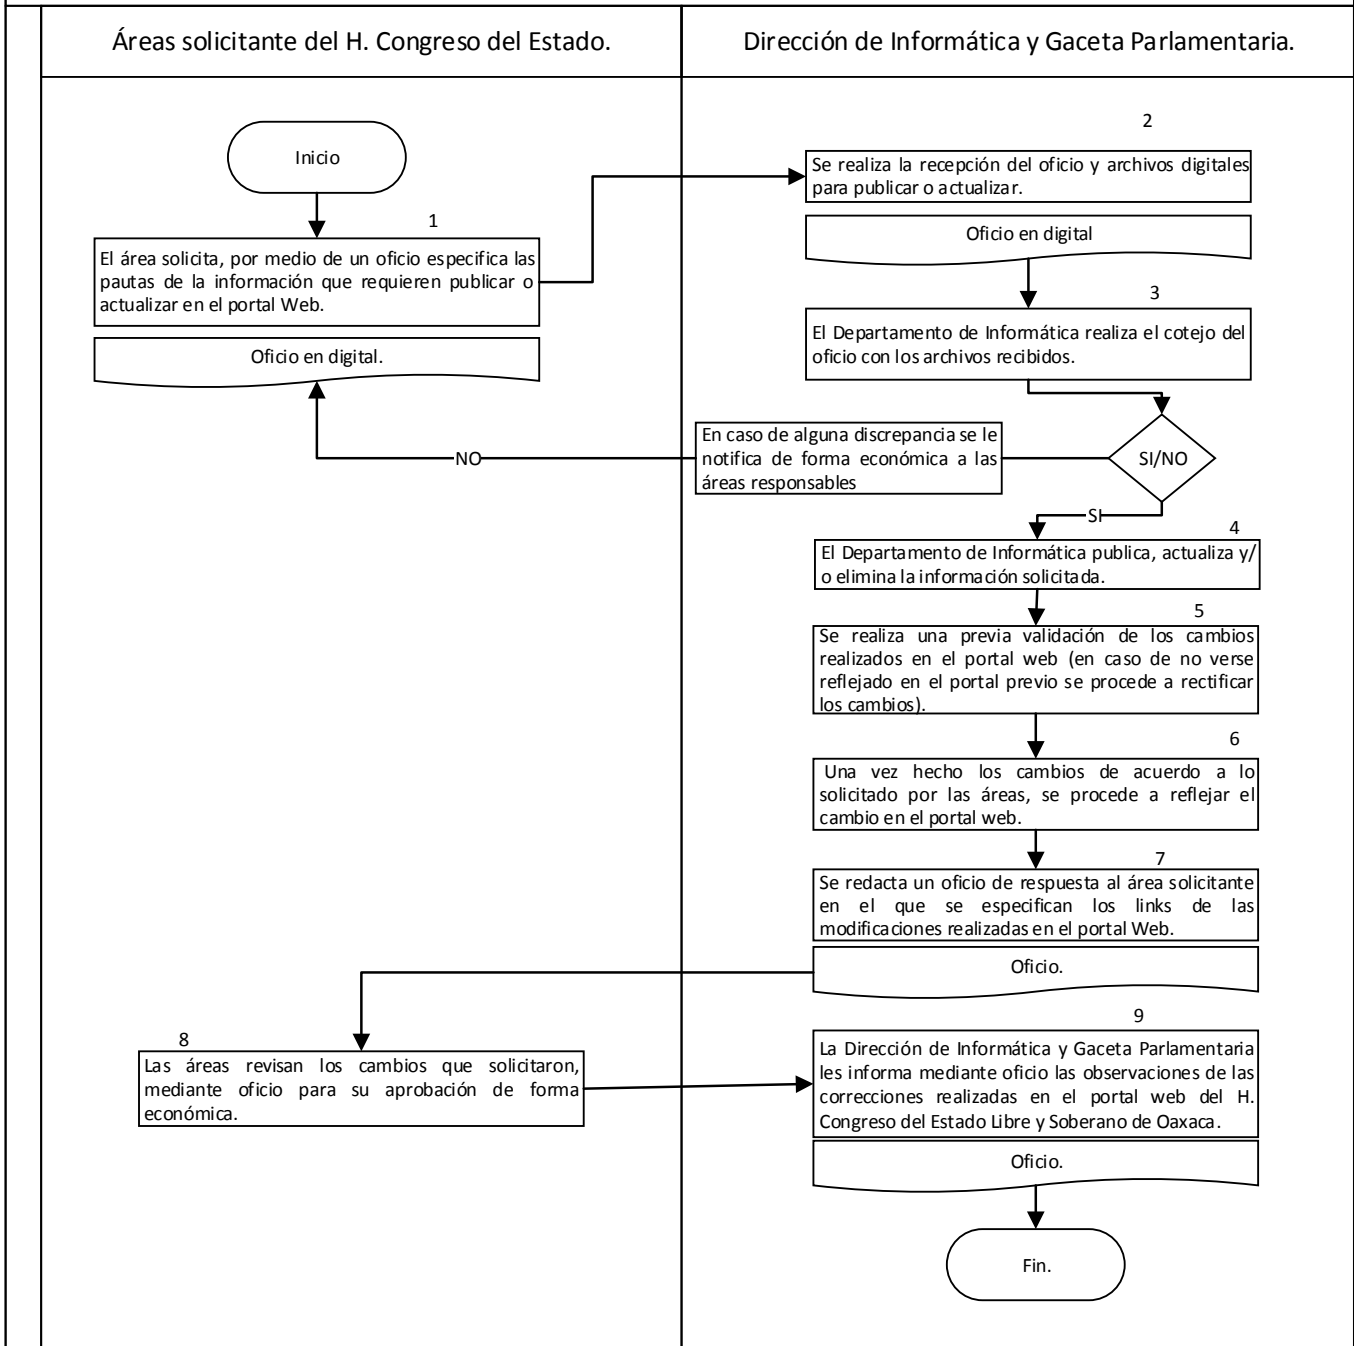 Áreas solicitante del H. Congreso del Estado.
Dirección de Informática y Gaceta Parlamentaria.
Inicio
1
El área solicita, por medio de un oficio especifica las
pautas de la información que requieren publicar o
actualizar en el portal Web.
Oficio en digital.
2
Se realiza la recepción del oficio y archivos digitales
para publicar o actualizar.
Oficio en digital
3
El Departamento de Informática realiza el cotejo del
oficio con los archivos recibidos.
SI/NO
En caso de alguna discrepancia se le
notifica de forma económica a las
áreas responsables
NO
SI
4
El Departamento de Informática publica, actualiza y/
o elimina la información solicitada.
5
Se realiza una previa validación de los cambios
realizados en el portal web (en caso de no verse
reflejado en el portal previo se procede a rectificar
los cambios).
6
Una vez hecho los cambios de acuerdo a lo
solicitado por las áreas, se procede a reflejar el
cambio en el portal web.
7
Se redacta un oficio de respuesta al área solicitante
en el que se especifican los links de las
modificaciones realizadas en el portal Web.
Oficio.
8
Las áreas revisan los cambios que solicitaron,
mediante oficio para su aprobación de forma
económica.
9
La Dirección de Informática y Gaceta Parlamentaria
les informa mediante oficio las observaciones de las
correcciones realizadas en el portal web del H.
Congreso del Estado Libre y Soberano de Oaxaca.
Oficio.
Fin.